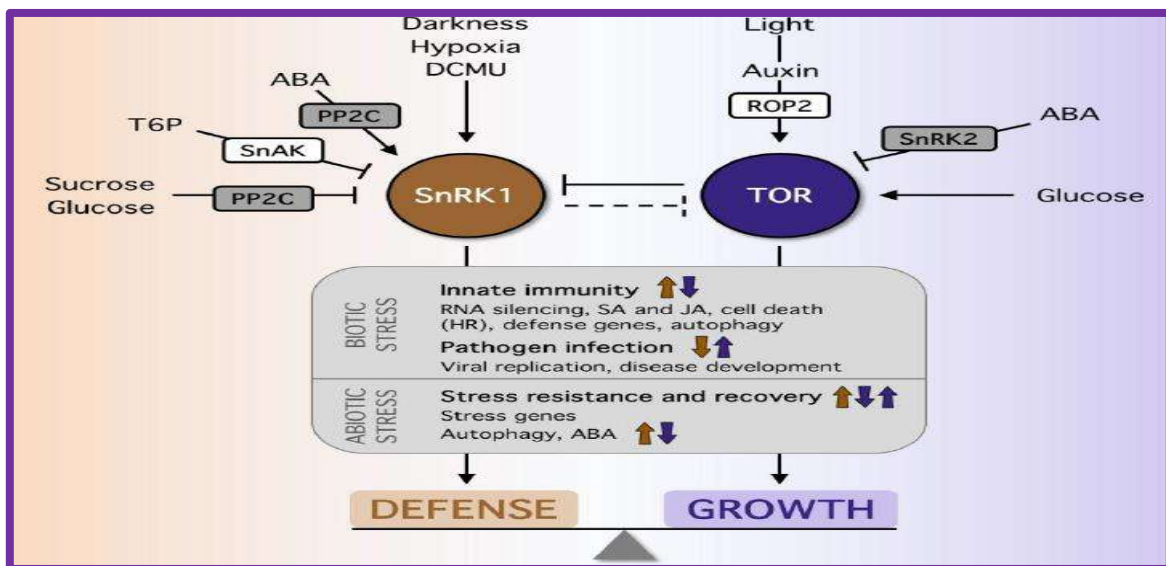 Darkness
Hypoxia
DCMU
Light
Auxin
ROP2
ABA
PP2C
T6P
SnAK
Sucrose
Glucose
PP2C
SnRK1
TOR
ABA
SnRK2
Glucose
BIOTIC
STRESS
Innate immunity
RNA silencing, SA and JA, cell death
(HR), defense genes, autophagy
Pathogen infection
Viral replication, disease development
ABIOTIC
STRESS
Stress resistance and recovery
Stress genes
Autophagy, ABA
DEFENSE
GROWTH